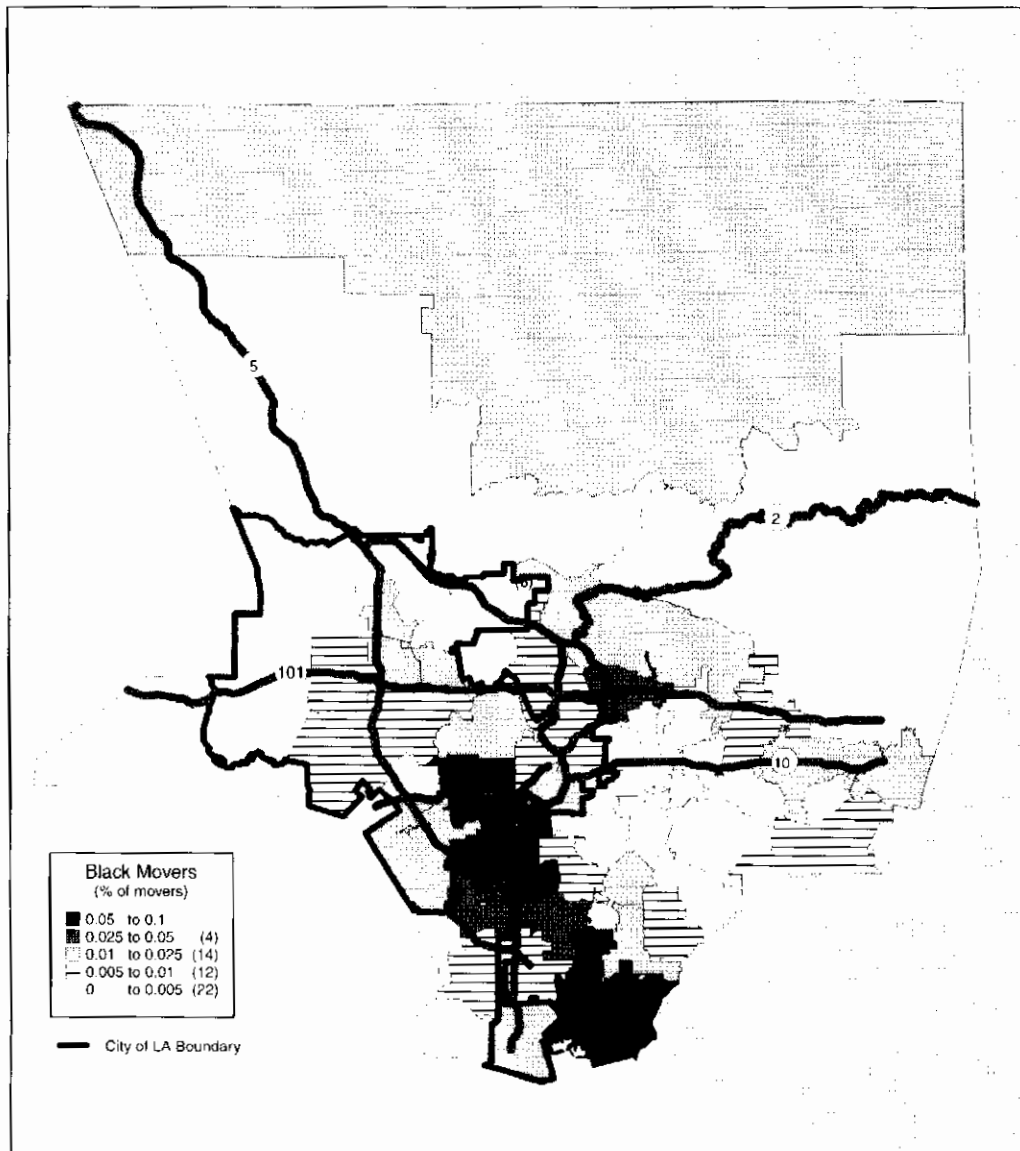 5
2
(6)
101
10
Black Movers
(% of movers)
0.05 to 0.1
0.025 to 0.05 (4)
0.01 to 0.025 (14)
0.005 to 0.01 (12)
0 to 0.005 (22)
City of LA Boundary